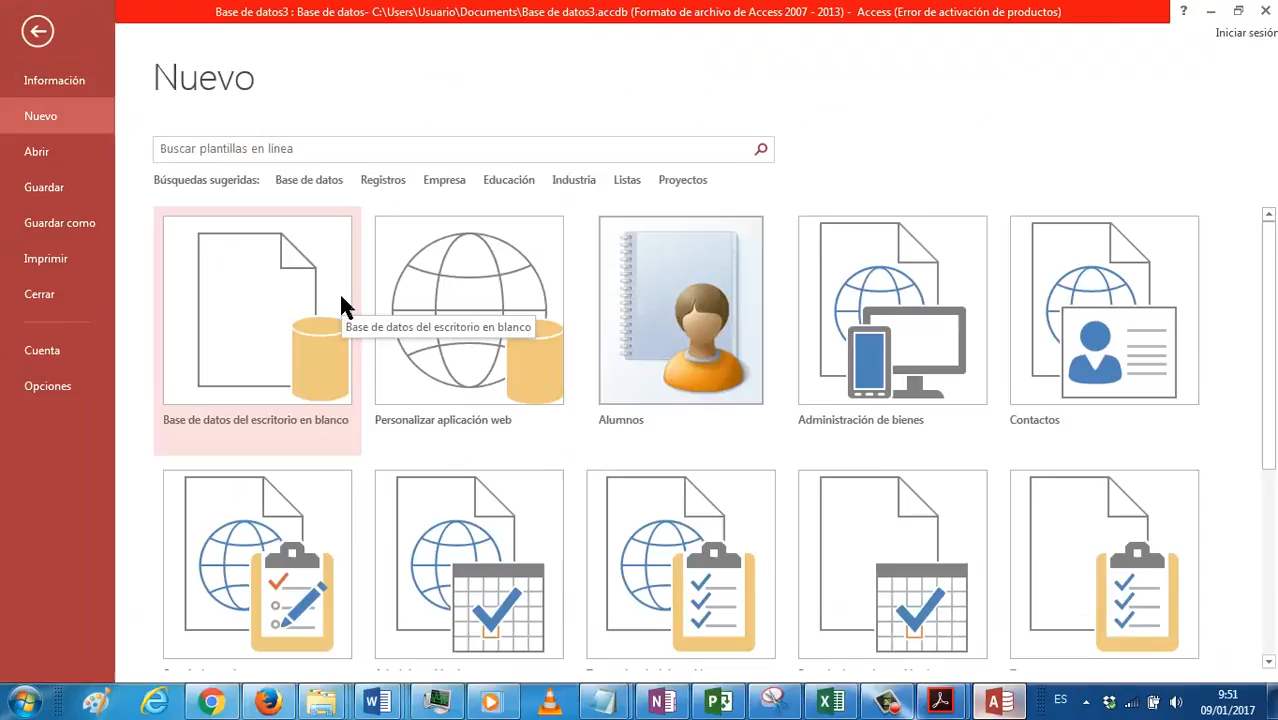 Base de datos3 : Base de datos- C:\Users\Usuario\Documents\Base de datos3.accdb (Formato de archivo de Access 2007 - 2013) - Access (Error de activación de productos)
?
Iniciar sesión
Información
Nuevo
Abrir
Guardar
Guardar como
Imprimir
Cerrar
Cuenta
Opciones
Nuevo
Buscar plantillas en línea
Búsquedas sugeridas: Base de datos Registros Empresa Educación Industria Listas Proyectos
Base de datos del escritorio en blanco
Base de datos del escritorio en blanco
Personalizar aplicación web
Alumnos
Administración de bienes
Contactos
ES
9:51
09/01/2017